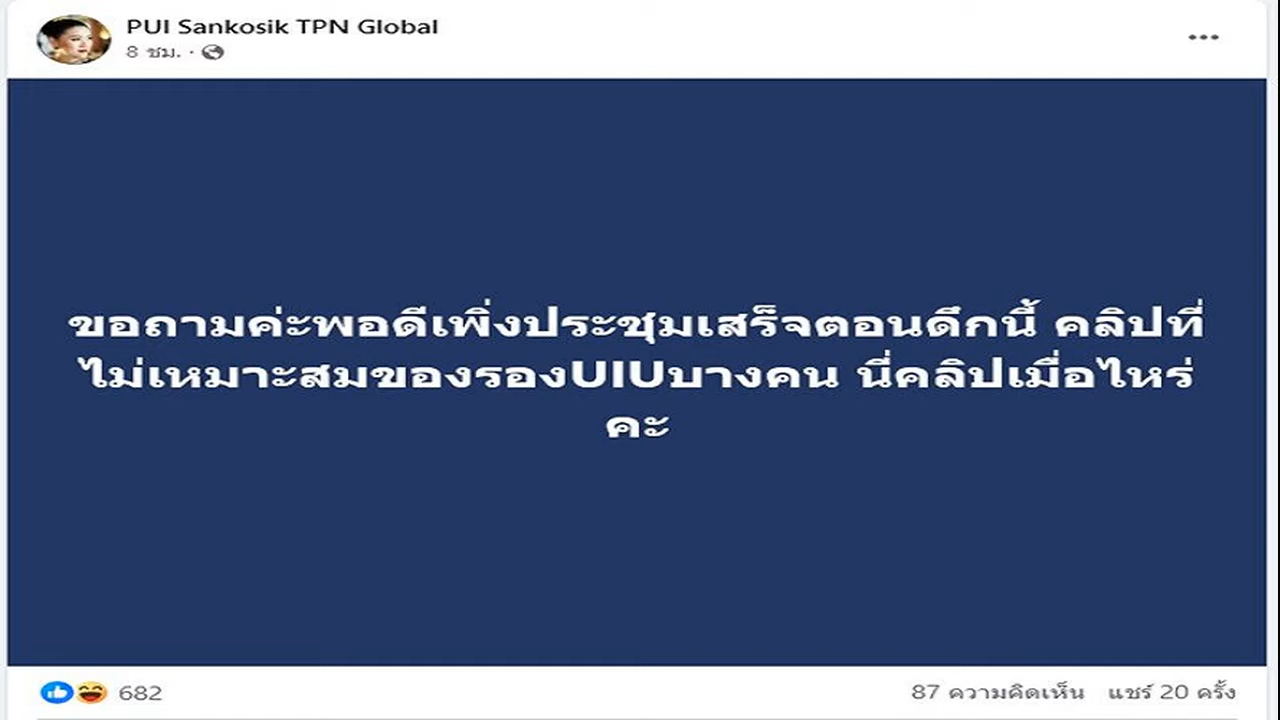 PUI Sankosik TPN Global
8 ชม. ·
ขอถามค่ะพอดีเพิ่งประชุมเสร็จตอนดึกนี้ คลิปที่
ไม่เหมาะสมของรองUIUบางคน นี่คลิปเมื่อไหร่
คะ
682
87 ความคิดเห็น แชร์ 20 ครั้ง